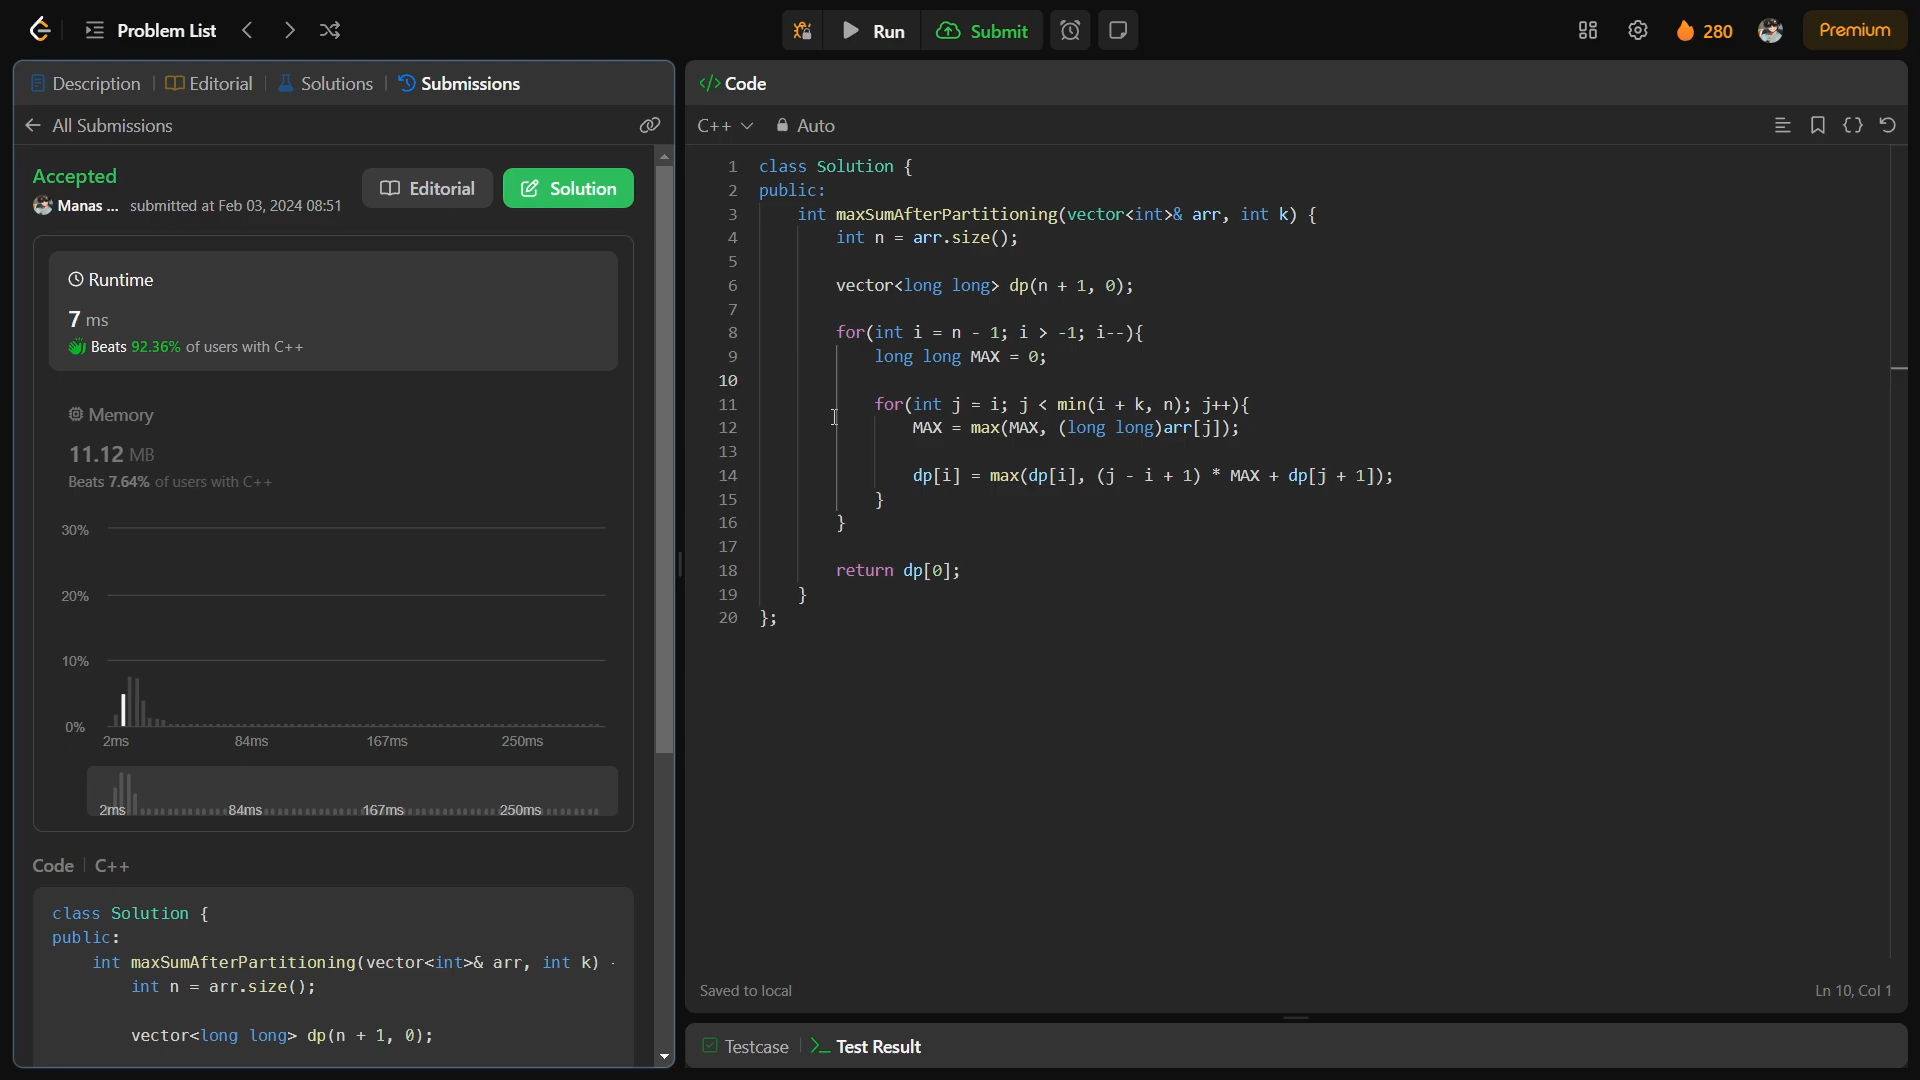 Problem List
Run
Submit
280
Premium
Description
Editorial
Solutions
Submissions
All Submissions
Accepted
Editorial
Solution
Manas ... submitted at Feb 03, 2024 08:51
Runtime
7 ms
Beats 92.36% of users with C++
Memory
11.12 MB
Beats 7.64% of users with C++
30%
20%
10%
0%
2ms 84ms 167ms 250ms
2ms 84ms 167ms 250ms
Code C++
class Solution {
public:
int maxSumAfterPartitioning(vector<int>& arr, int k)
int n = arr.size();
vector<long long> dp(n + 1, 0);
</> Code
C++ Auto
1 class Solution {
2 public:
3 int maxSumAfterPartitioning(vector<int>& arr, int k) {
4 int n = arr.size();
5
6 vector<long long> dp(n + 1, 0);
7
8 for(int i = n - 1; i > -1; i--){
9 long long MAX = 0;
10
11 for(int j = i; j < min(i + k, n); j++){
12 MAX = max(MAX, (long long)arr[j]);
13
14 dp[i] = max(dp[i], (j - i + 1) * MAX + dp[j + 1]);
15 }
16 }
17
18 return dp[0];
19 }
20 };
Saved to local
Ln 10, Col 1
Testcase
Test Result